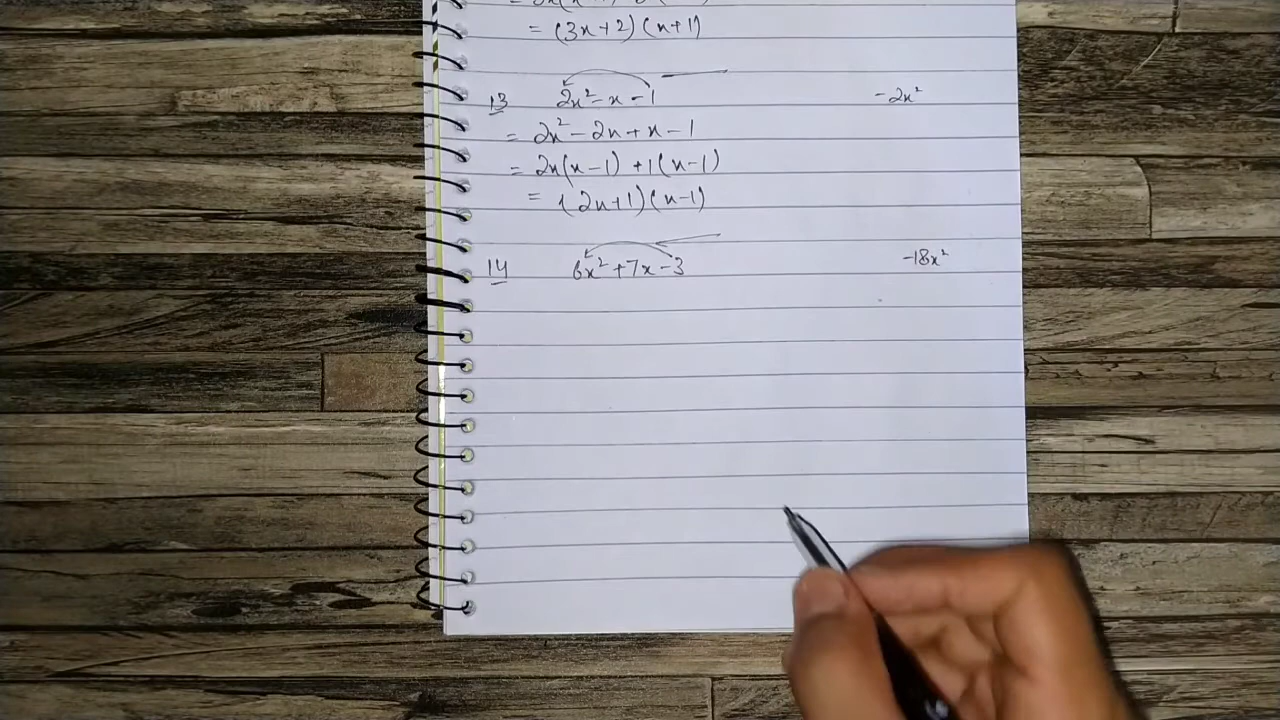 = (3x+2)(x+1)
13 2x² - x - 1 -2x²
= 2x² - 2x + x - 1
= 2x(x-1) + 1(x-1)
= (2x+1)(x-1)
14 6x² + 7x - 3 -18x²